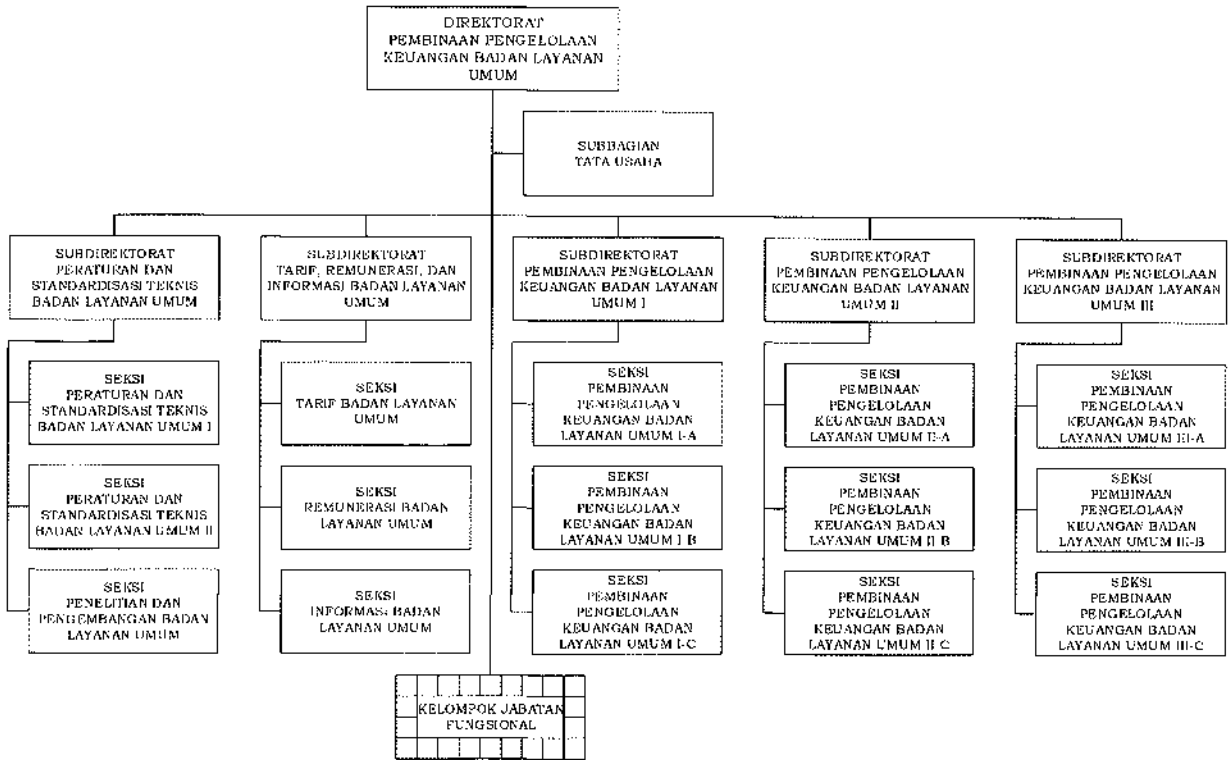 DIREKTORAT
PEMBINAAN PENGELOLAAN
KEUANGAN BADAN LAYANAN
UMUM
SUBBAGIAN
TATA USAHA
SUBDIREKTORAT
PERATURAN DAN
STANDARDISASI TEKNIS
BADAN LAYANAN UMUM
SUBDIREKTORAT
TARIF, REMUNERASI, DAN
INFORMASI BADAN LAYANAN
UMUM
SUBDIREKTORAT
PEMBINAAN PENGELOLAAN
KEUANGAN BADAN LAYANAN
UMUM I
SUBDIREKTORAT
PEMBINAAN PENGELOLAAN
KEUANGAN BADAN LAYANAN
UMUM II
SUBDIREKTORAT
PEMBINAAN PENGELOLAAN
KEUANGAN BADAN LAYANAN
UMUM III
SEKSI
PERATURAN DAN
STANDARDISASI TEKNIS
BADAN LAYANAN UMUM I
SEKSI
TARIF BADAN LAYANAN
UMUM
SEKSI
PEMBINAAN
PENGELOLAAN
KEUANGAN BADAN
LAYANAN UMUM I-A
SEKSI
PEMBINAAN
PENGELOLAAN
KEUANGAN BADAN
LAYANAN UMUM II-A
SEKSI
PEMBINAAN
PENGELOLAAN
KEUANGAN BADAN
LAYANAN UMUM III-A
SEKSI
PERATURAN DAN
STANDARDISASI TEKNIS
BADAN LAYANAN UMUM II
SEKSI
REMUNERASI BADAN
LAYANAN UMUM
SEKSI
PEMBINAAN
PENGELOLAAN
KEUANGAN BADAN
LAYANAN UMUM I-B
SEKSI
PEMBINAAN
PENGELOLAAN
KEUANGAN BADAN
LAYANAN UMUM II-B
SEKSI
PEMBINAAN
PENGELOLAAN
KEUANGAN BADAN
LAYANAN UMUM III-B
SEKSI
PENELITIAN DAN
PENGEMBANGAN BADAN
LAYANAN UMUM
SEKSI
INFORMASI BADAN
LAYANAN UMUM
SEKSI
PEMBINAAN
PENGELOLAAN
KEUANGAN BADAN
LAYANAN UMUM I-C
SEKSI
PEMBINAAN
PENGELOLAAN
KEUANGAN BADAN
LAYANAN UMUM II-C
SEKSI
PEMBINAAN
PENGELOLAAN
KEUANGAN BADAN
LAYANAN UMUM III-C
KELOMPOK JABATAN
FUNGSIONAL